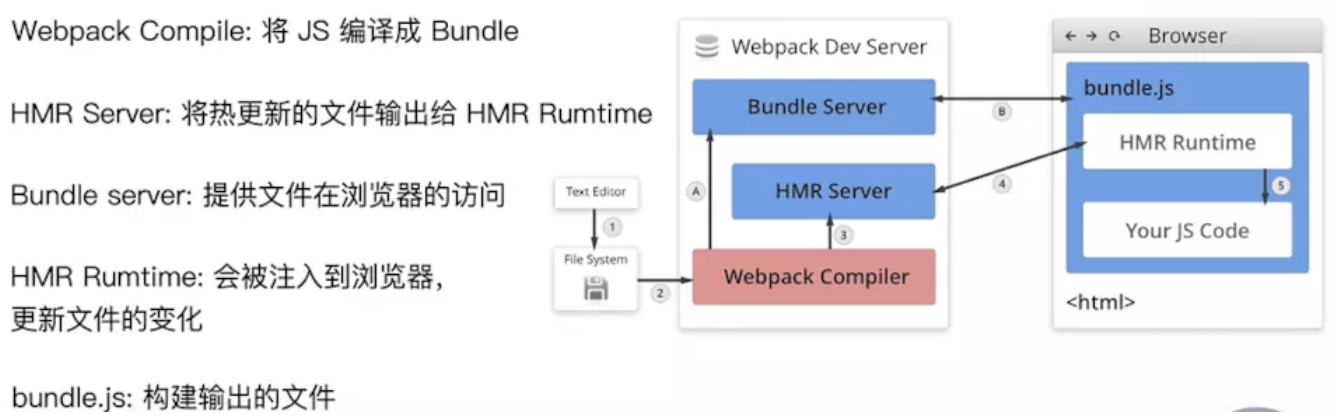 Webpack Compile: 将 JS 编译成 Bundle
HMR Server: 将热更新的文件输出给 HMR Rumtime
Bundle server: 提供文件在浏览器的访问
HMR Rumtime: 会被注入到浏览器,
更新文件的变化
bundle.js: 构建输出的文件
Text Editor
1
File System
2
Webpack Dev Server
Bundle Server
A
HMR Server
3
Webpack Compiler
B
4
Browser
bundle.js
HMR Runtime
5
Your JS Code
<html>